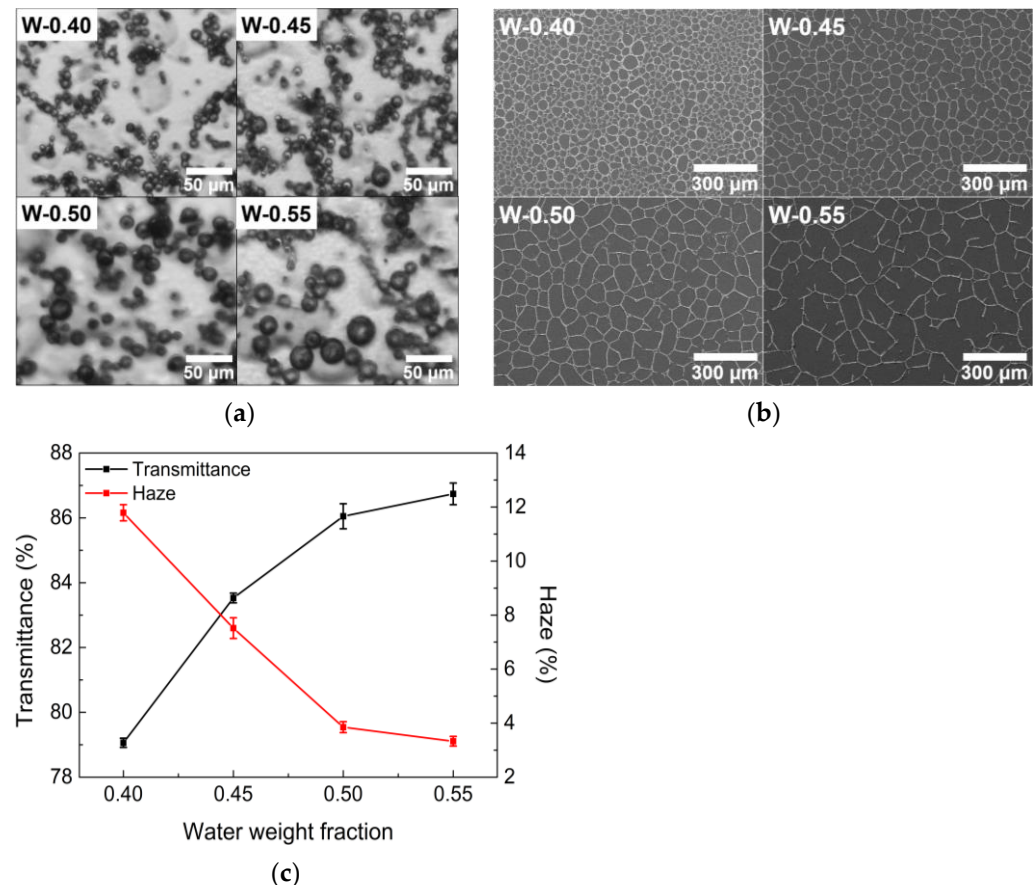 W-0.40
50 µm
W-0.45
50 µm
W-0.50
50 µm
W-0.55
50 µm
(a)
W-0.40
300 µm
W-0.45
300 µm
W-0.50
300 µm
W-0.55
300 µm
(b)
Transmittance
Haze
Transmittance (%)
88
86
84
82
80
78
Haze (%)
14
12
10
8
6
4
2
0.40 0.45 0.50 0.55
Water weight fraction
(c)